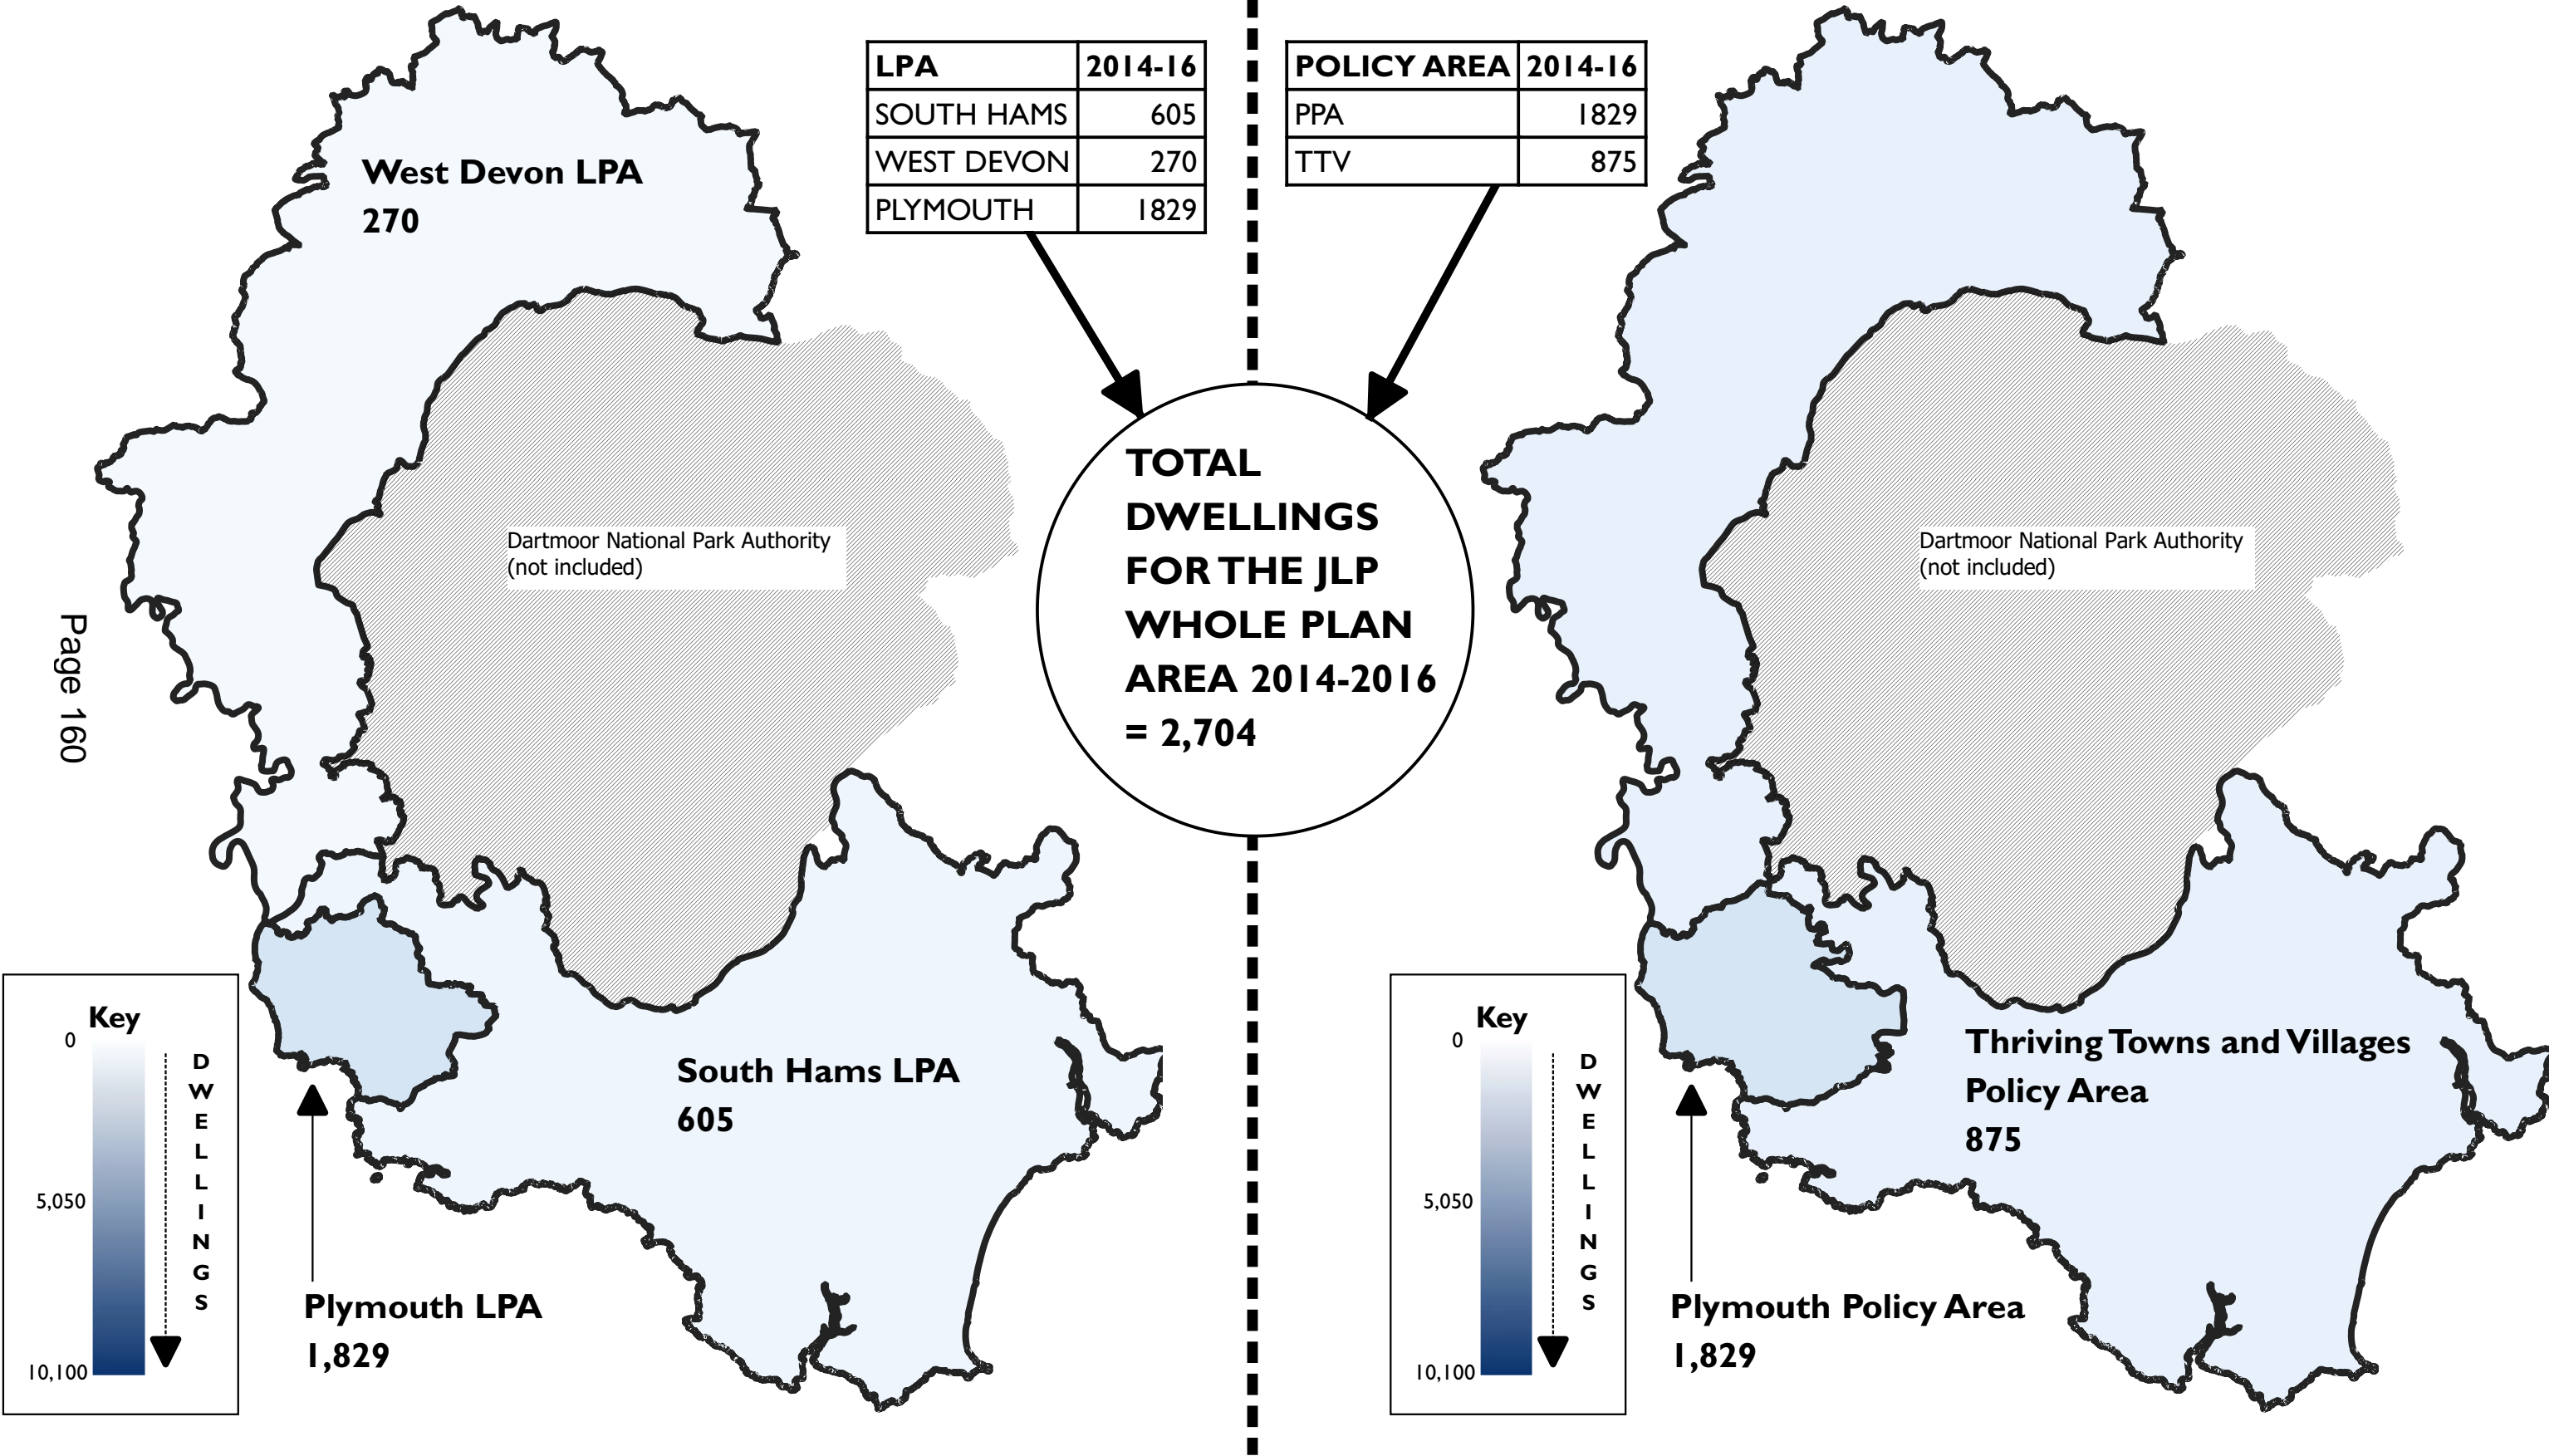 LPA 2014-16
SOUTH HAMS 605
WEST DEVON 270
PLYMOUTH 1829
POLICY AREA 2014-16
PPA 1829
TTV 875
West Devon LPA
270
Dartmoor National Park Authority
(not included)
Page 160
TOTAL
DWELLINGS
FOR THE JLP
WHOLE PLAN
AREA 2014-2016
= 2,704
Dartmoor National Park Authority
(not included)
South Hams LPA
605
Plymouth LPA
1,829
Key
0
5,050
10,100
DWELLINGS
Thriving Towns and Villages
Policy Area
875
Plymouth Policy Area
1,829
Key
0
5,050
10,100
DWELLINGS